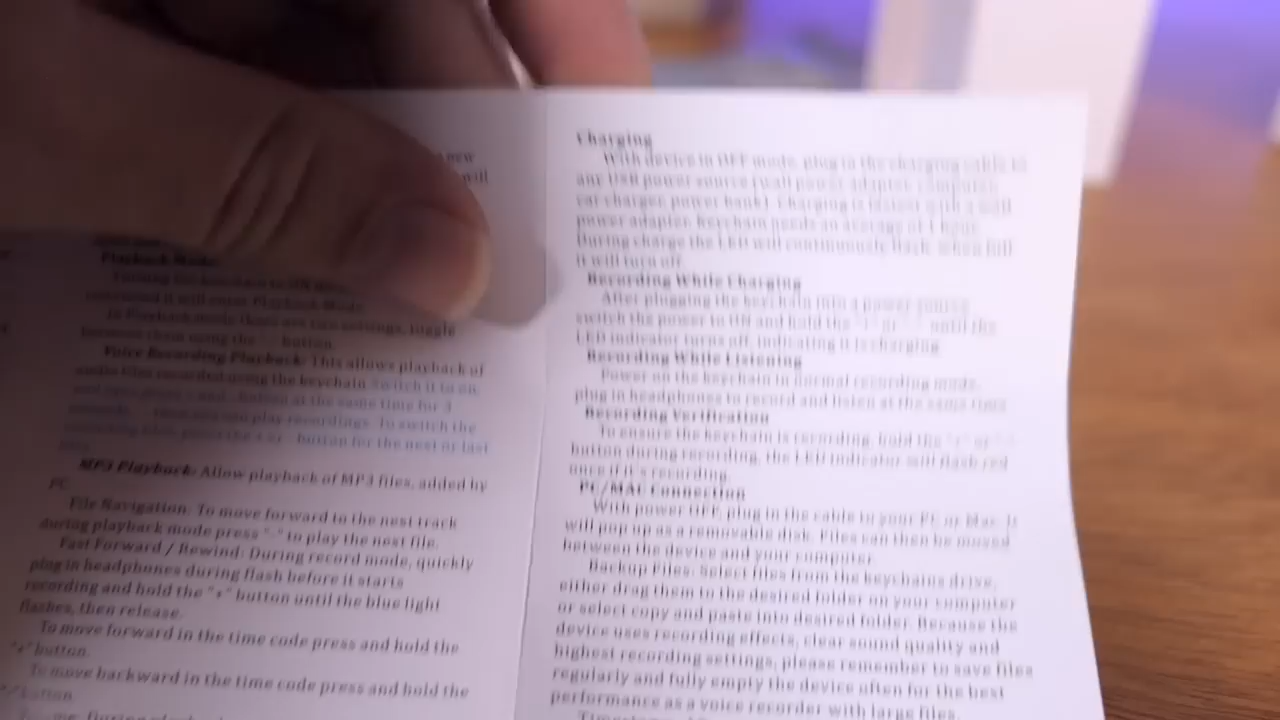 new
will
Playback Mode
Turning the keychain to ON
it will enter Playback Mode
In Playback mode there are two settings, toggle
between them using the button.
Voice Recording Playback: This allows playback of
audio files recorded using the keychain. Switch it to on,
button at the same time for 3
play recordings. To switch the
button for the next or last
MP3 Playback: Allow playback of MP3 files, added by
PC
File Navigation: To move forward to the next track
during playback mode press "-" to play the next file.
Fast Forward / Rewind: During record mode, quickly
plug in headphones during flash before it starts
recording and hold the "+" button until the blue light
flashes, then release.
To move forward in the time code press and hold the
"+" button.
To move backward in the time code press and hold the
"-" button.
Charging
With device in OFF mode, plug in the charging cable to
any USB power source (wall power adapter, computer,
car charger, power bank). Charging is fastest with a wall
power adapter. Keychain needs an average of 1 hour.
During charge the LED will continuously flash, when full
it will turn off.
Recording While Charging
After plugging the keychain into a power source
switch the power to ON and hold the "+" or "-" until the
LED indicator turns off, indicating it is charging.
Recording While Listening
Power on the keychain in normal recording mode,
plug in headphones to record and listen at the same time
Recording Verification
To ensure the keychain is recording, hold the "+" or "-"
button during recording, the LED indicator will flash red
once if it's recording.
PC/MAC Connection
With power OFF, plug in the cable to your PC or Mac. It
will pop up as a removable disk. Files can then be moved
between the device and your computer.
Backup Files: Select files from the keychains drive,
either drag them to the desired folder on your computer
or select copy and paste into desired folder. Because the
device uses recording effects, clear sound quality and
highest recording settings, please remember to save files
regularly and fully empty the device often for the best
performance as a voice recorder with large files.